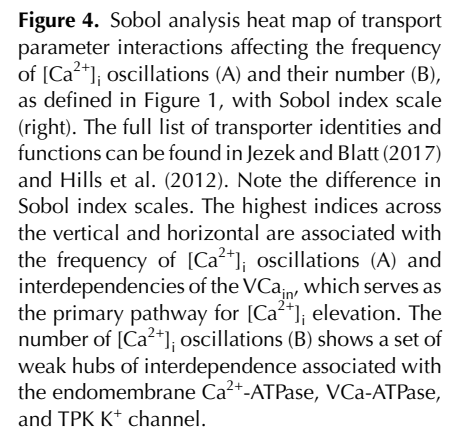 Figure 4. Sobol analysis heat map of transport
parameter interactions affecting the frequency
of [Ca²⁺]ᵢ oscillations (A) and their number (B),
as defined in Figure 1, with Sobol index scale
(right). The full list of transporter identities and
functions can be found in Jezek and Blatt (2017)
and Hills et al. (2012). Note the difference in
Sobol index scales. The highest indices across
the vertical and horizontal are associated with
the frequency of [Ca²⁺]ᵢ oscillations (A) and
interdependencies of the VCaᵢₙ, which serves as
the primary pathway for [Ca²⁺]ᵢ elevation. The
number of [Ca²⁺]ᵢ oscillations (B) shows a set of
weak hubs of interdependence associated with
the endomembrane Ca²⁺-ATPase, VCa-ATPase,
and TPK K⁺ channel.